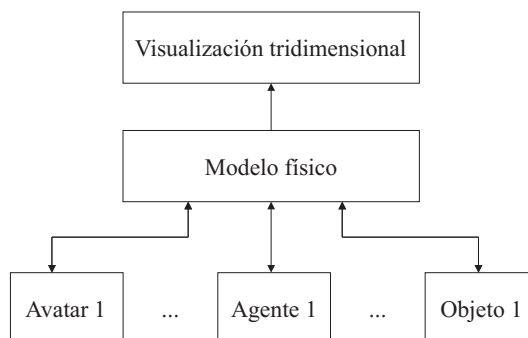 Visualización tridimensional
Modelo físico
Avatar 1 ... Agente 1 ... Objeto 1